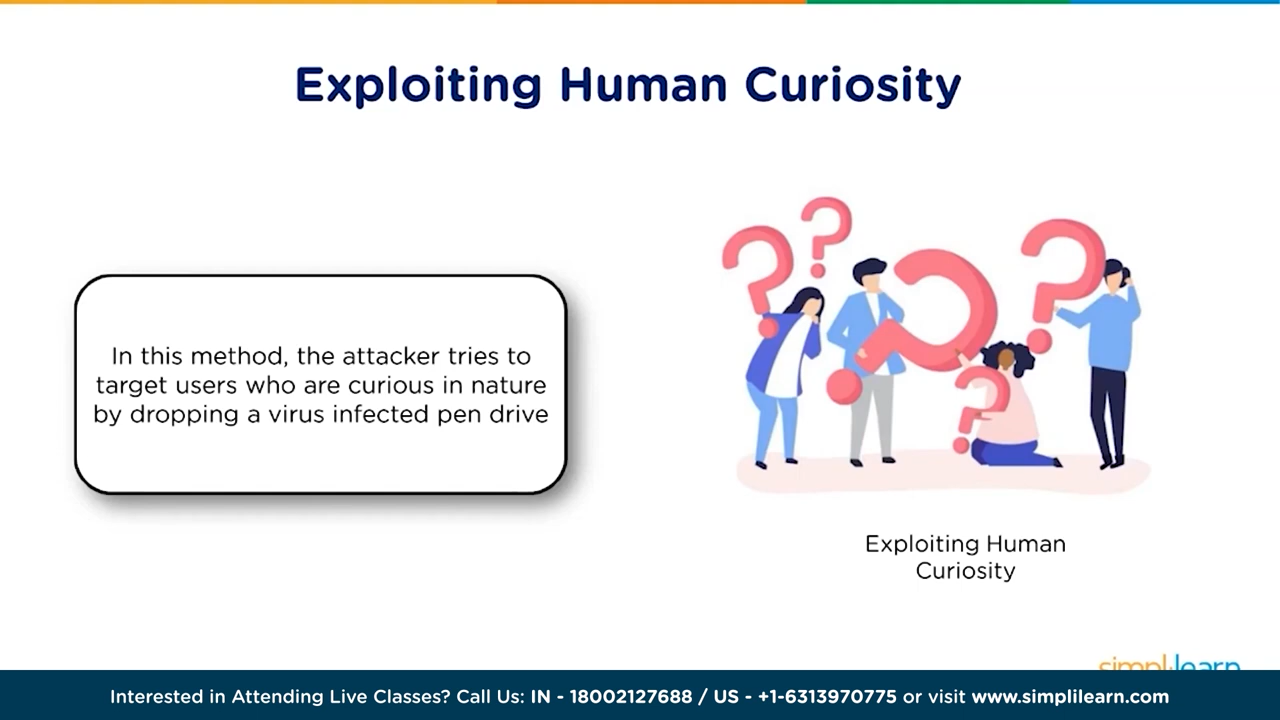 Exploiting Human Curiosity
In this method, the attacker tries to
target users who are curious in nature
by dropping a virus infected pen drive
Exploiting Human
Curiosity
simplilearn
Interested in Attending Live Classes? Call Us: IN - 18002127688 / US - +1-6313970775 or visit www.simplilearn.com